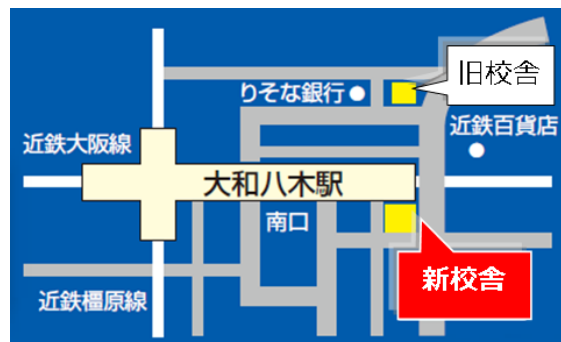 旧校舎
りそな銀行
近鉄百貨店
近鉄大阪線
大和八木駅
南口
新校舎
近鉄橿原線